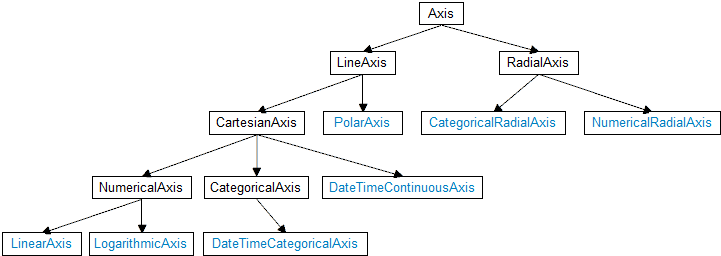 Axis
LineAxis
RadialAxis
CartesianAxis
PolarAxis
CategoricalRadialAxis
NumericalRadialAxis
NumericalAxis
CategoricalAxis
DateTimeContinuousAxis
LinearAxis
LogarithmicAxis
DateTimeCategoricalAxis